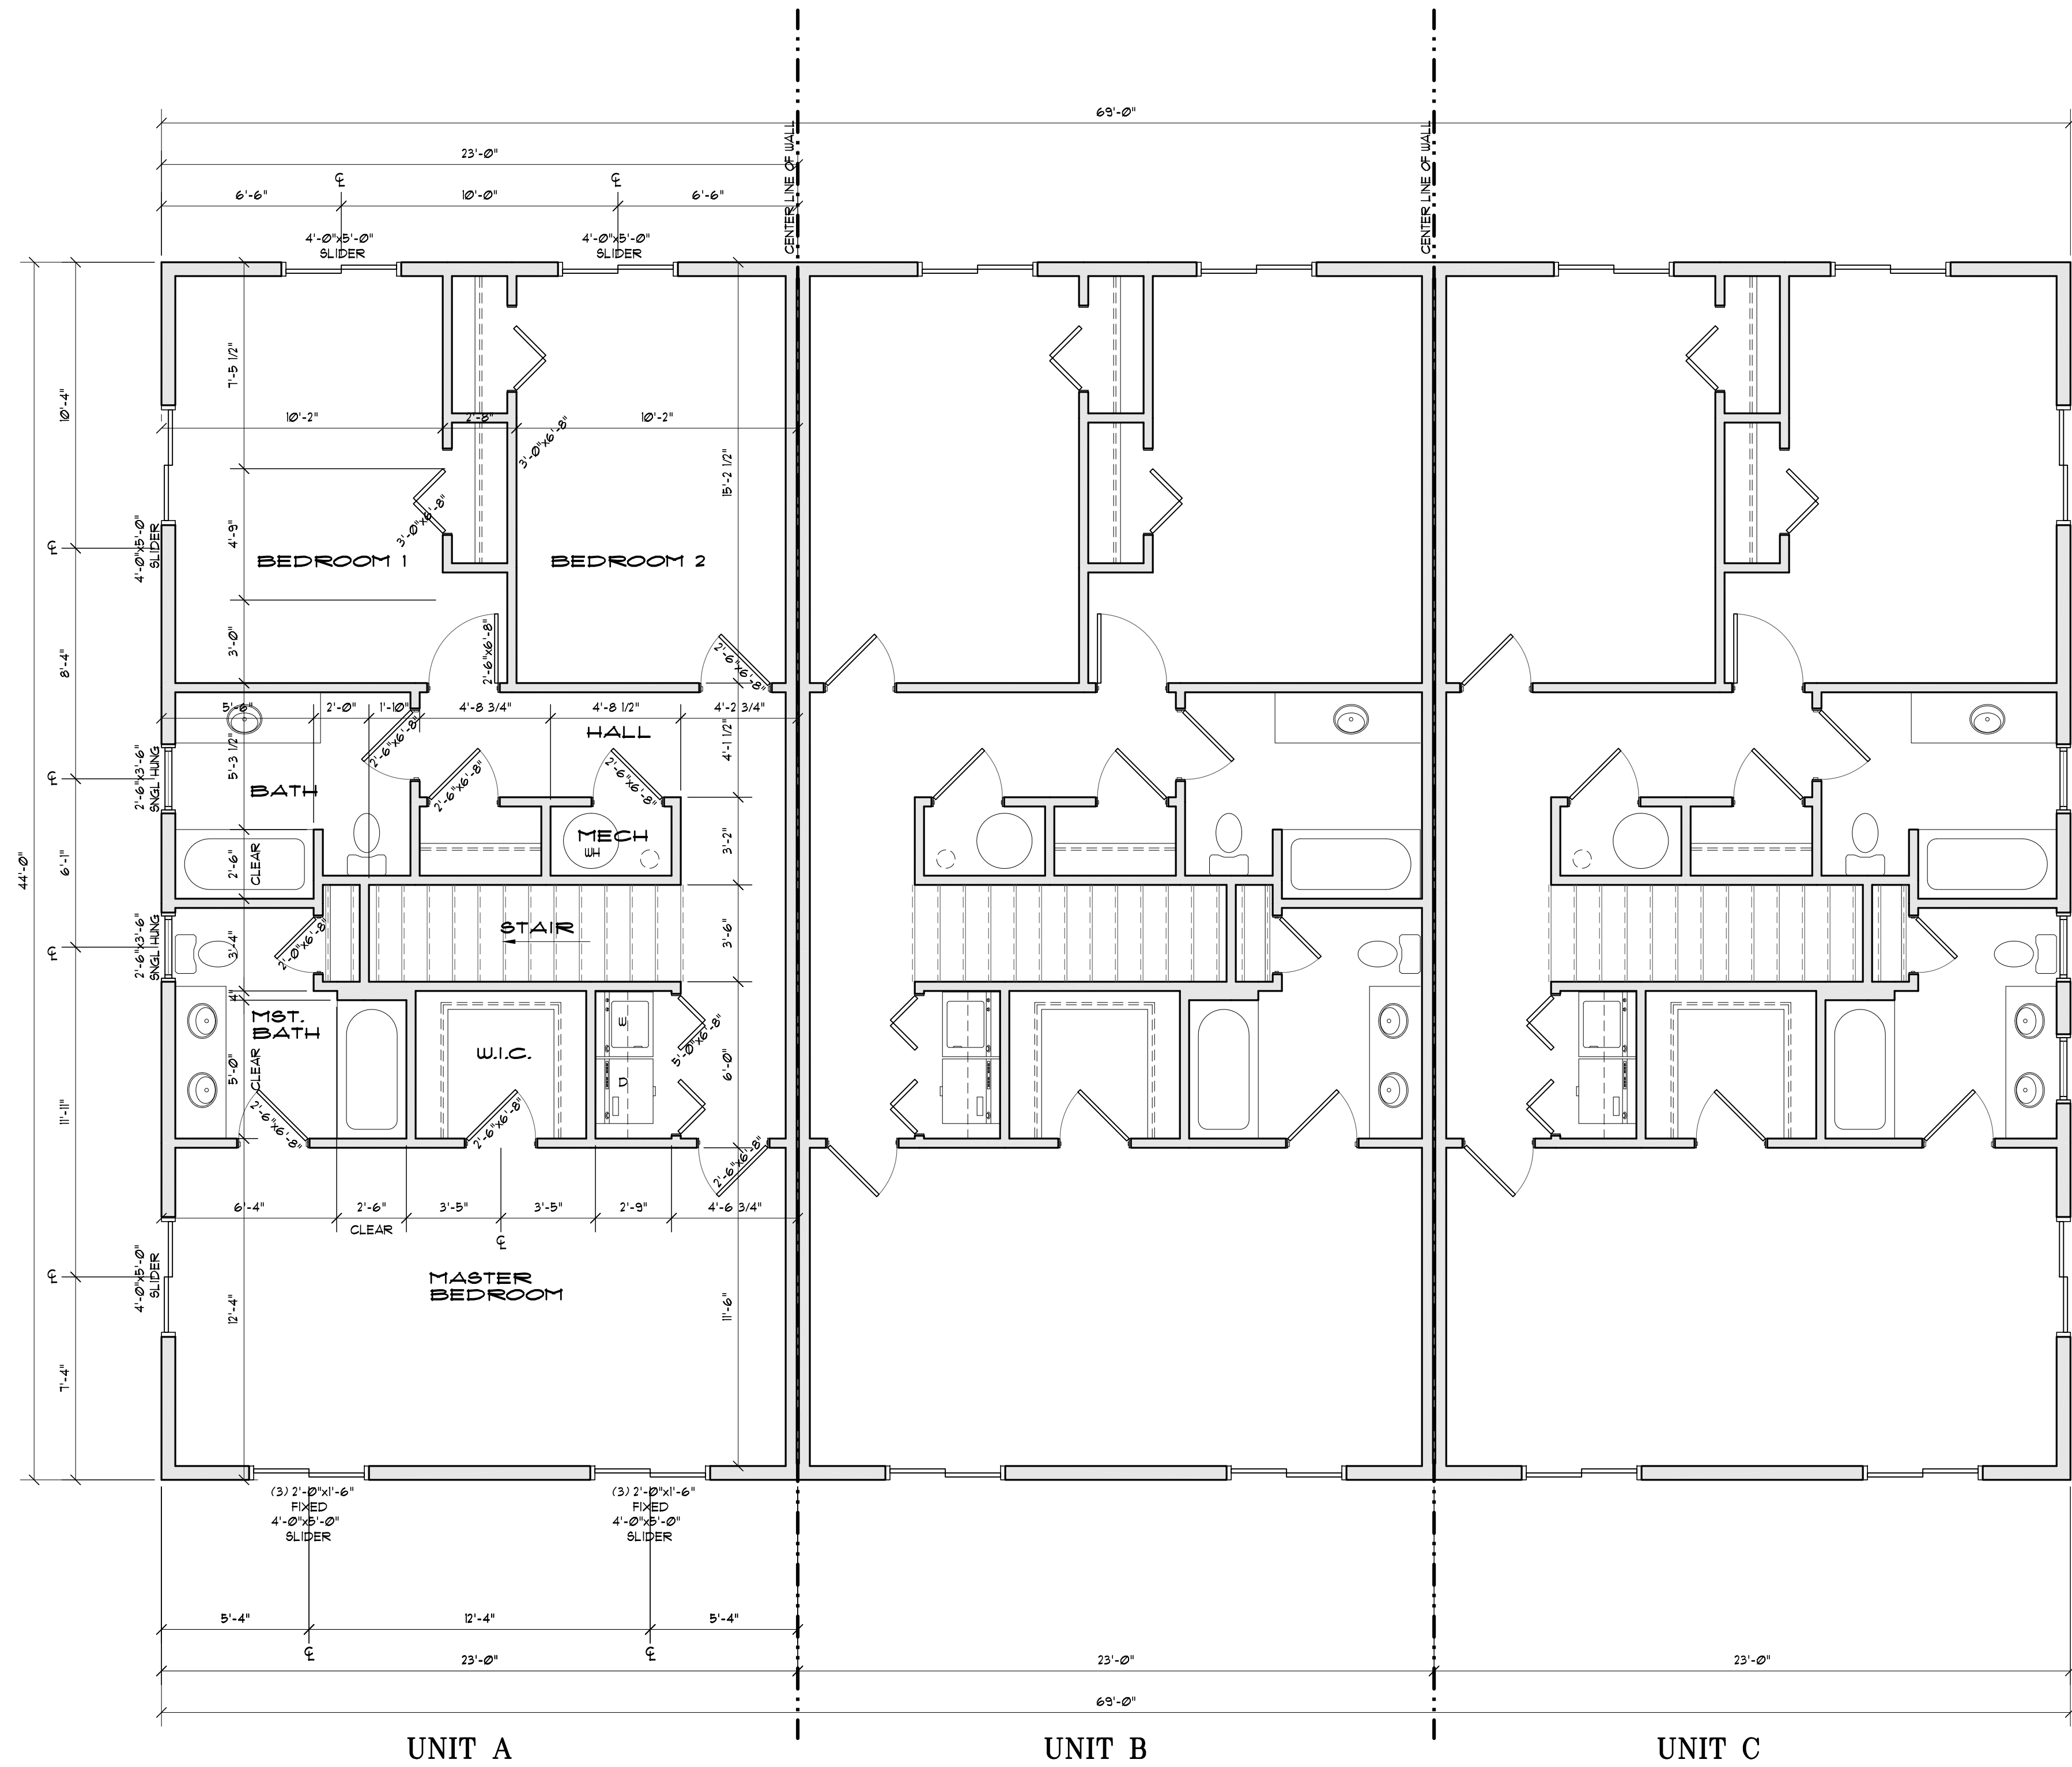 69'-0"
23'-0"
6'-6"
10'-0"
6'-6"
4'-0"x5'-0"
SLIDER
4'-0"x5'-0"
SLIDER
CENTER LINE OF WALL
CENTER LINE OF WALL
44'-0"
10'-4"
8'-4"
6'-1"
11'-11"
7'-4"
4'-0"x5'-0"
SLIDER
2'-6"x3'-6"
SNGL HUNG
2'-6"x3'-6"
SNGL HUNG
4'-0"x5'-0"
SLIDER
7'-5 1/2"
10'-2"
2'-8"
10'-2"
3'-0"x6'-8"
15'-2 1/2"
4'-9"
3'-0"x6'-8"
BEDROOM 1
BEDROOM 2
3'-0"
2'-6"x6'-8"
2'-6"x6'-8"
5'-6"
2'-0"
1'-10"
4'-8 3/4"
4'-8 1/2"
4'-2 3/4"
HALL
2'-6"x6'-8"
5'-3 1/2"
4'-1 1/2"
BATH
2'-6"x6'-8"
2'-6"x6'-8"
MECH
WH
2'-6"
CLEAR
3'-2"
STAIR
2'-0"x6'-8"
3'-4"
3'-6"
4"
MST.
BATH
W
W.I.C.
5'-0"x6'-8"
D
5'-0"
CLEAR
6'-0"
2'-6"x6'-8"
2'-6"x6'-8"
2'-6"x6'-8"
6'-4"
2'-6"
CLEAR
3'-5"
3'-5"
2'-9"
4'-6 3/4"
MASTER
BEDROOM
12'-4"
11'-6"
(3) 2'-0"x1'-6"
FIXED
4'-0"x5'-0"
SLIDER
(3) 2'-0"x1'-6"
FIXED
4'-0"x5'-0"
SLIDER
5'-4"
12'-4"
5'-4"
23'-0"
23'-0"
23'-0"
69'-0"
UNIT A
UNIT B
UNIT C